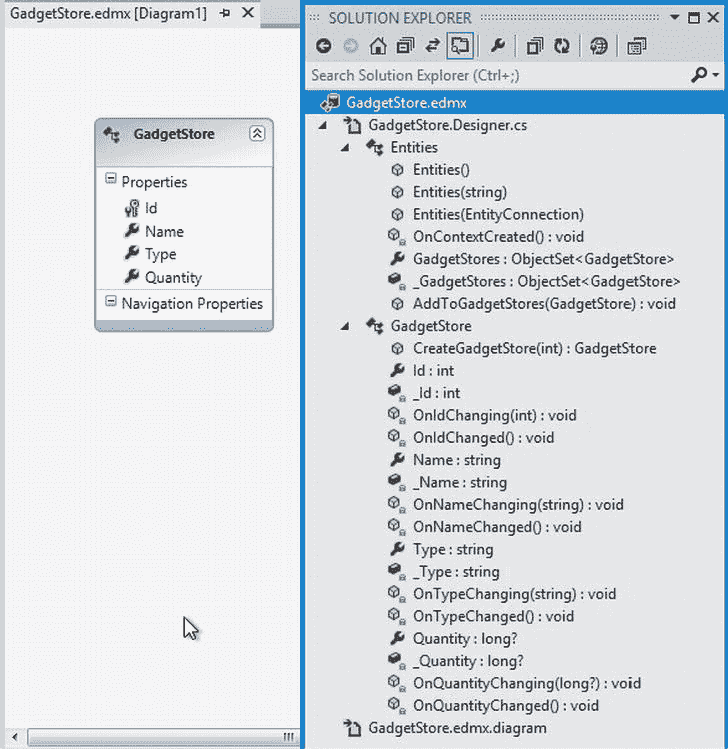 GadgetStore.edmx [Diagram1]
GadgetStore
Properties
Id
Name
Type
Quantity
Navigation Properties
SOLUTION EXPLORER
Search Solution Explorer (Ctrl+;)
GadgetStore.edmx
GadgetStore.Designer.cs
Entities
Entities()
Entities(string)
Entities(EntityConnection)
OnContextCreated() : void
GadgetStores : ObjectSet<GadgetStore>
_GadgetStores : ObjectSet<GadgetStore>
AddToGadgetStores(GadgetStore) : void
GadgetStore
CreateGadgetStore(int) : GadgetStore
Id : int
_Id : int
OnIdChanging(int) : void
OnIdChanged() : void
Name : string
_Name : string
OnNameChanging(string) : void
OnNameChanged() : void
Type : string
_Type : string
OnTypeChanging(string) : void
OnTypeChanged() : void
Quantity : long?
_Quantity : long?
OnQuantityChanging(long?) : void
OnQuantityChanged() : void
GadgetStore.edmx.diagram